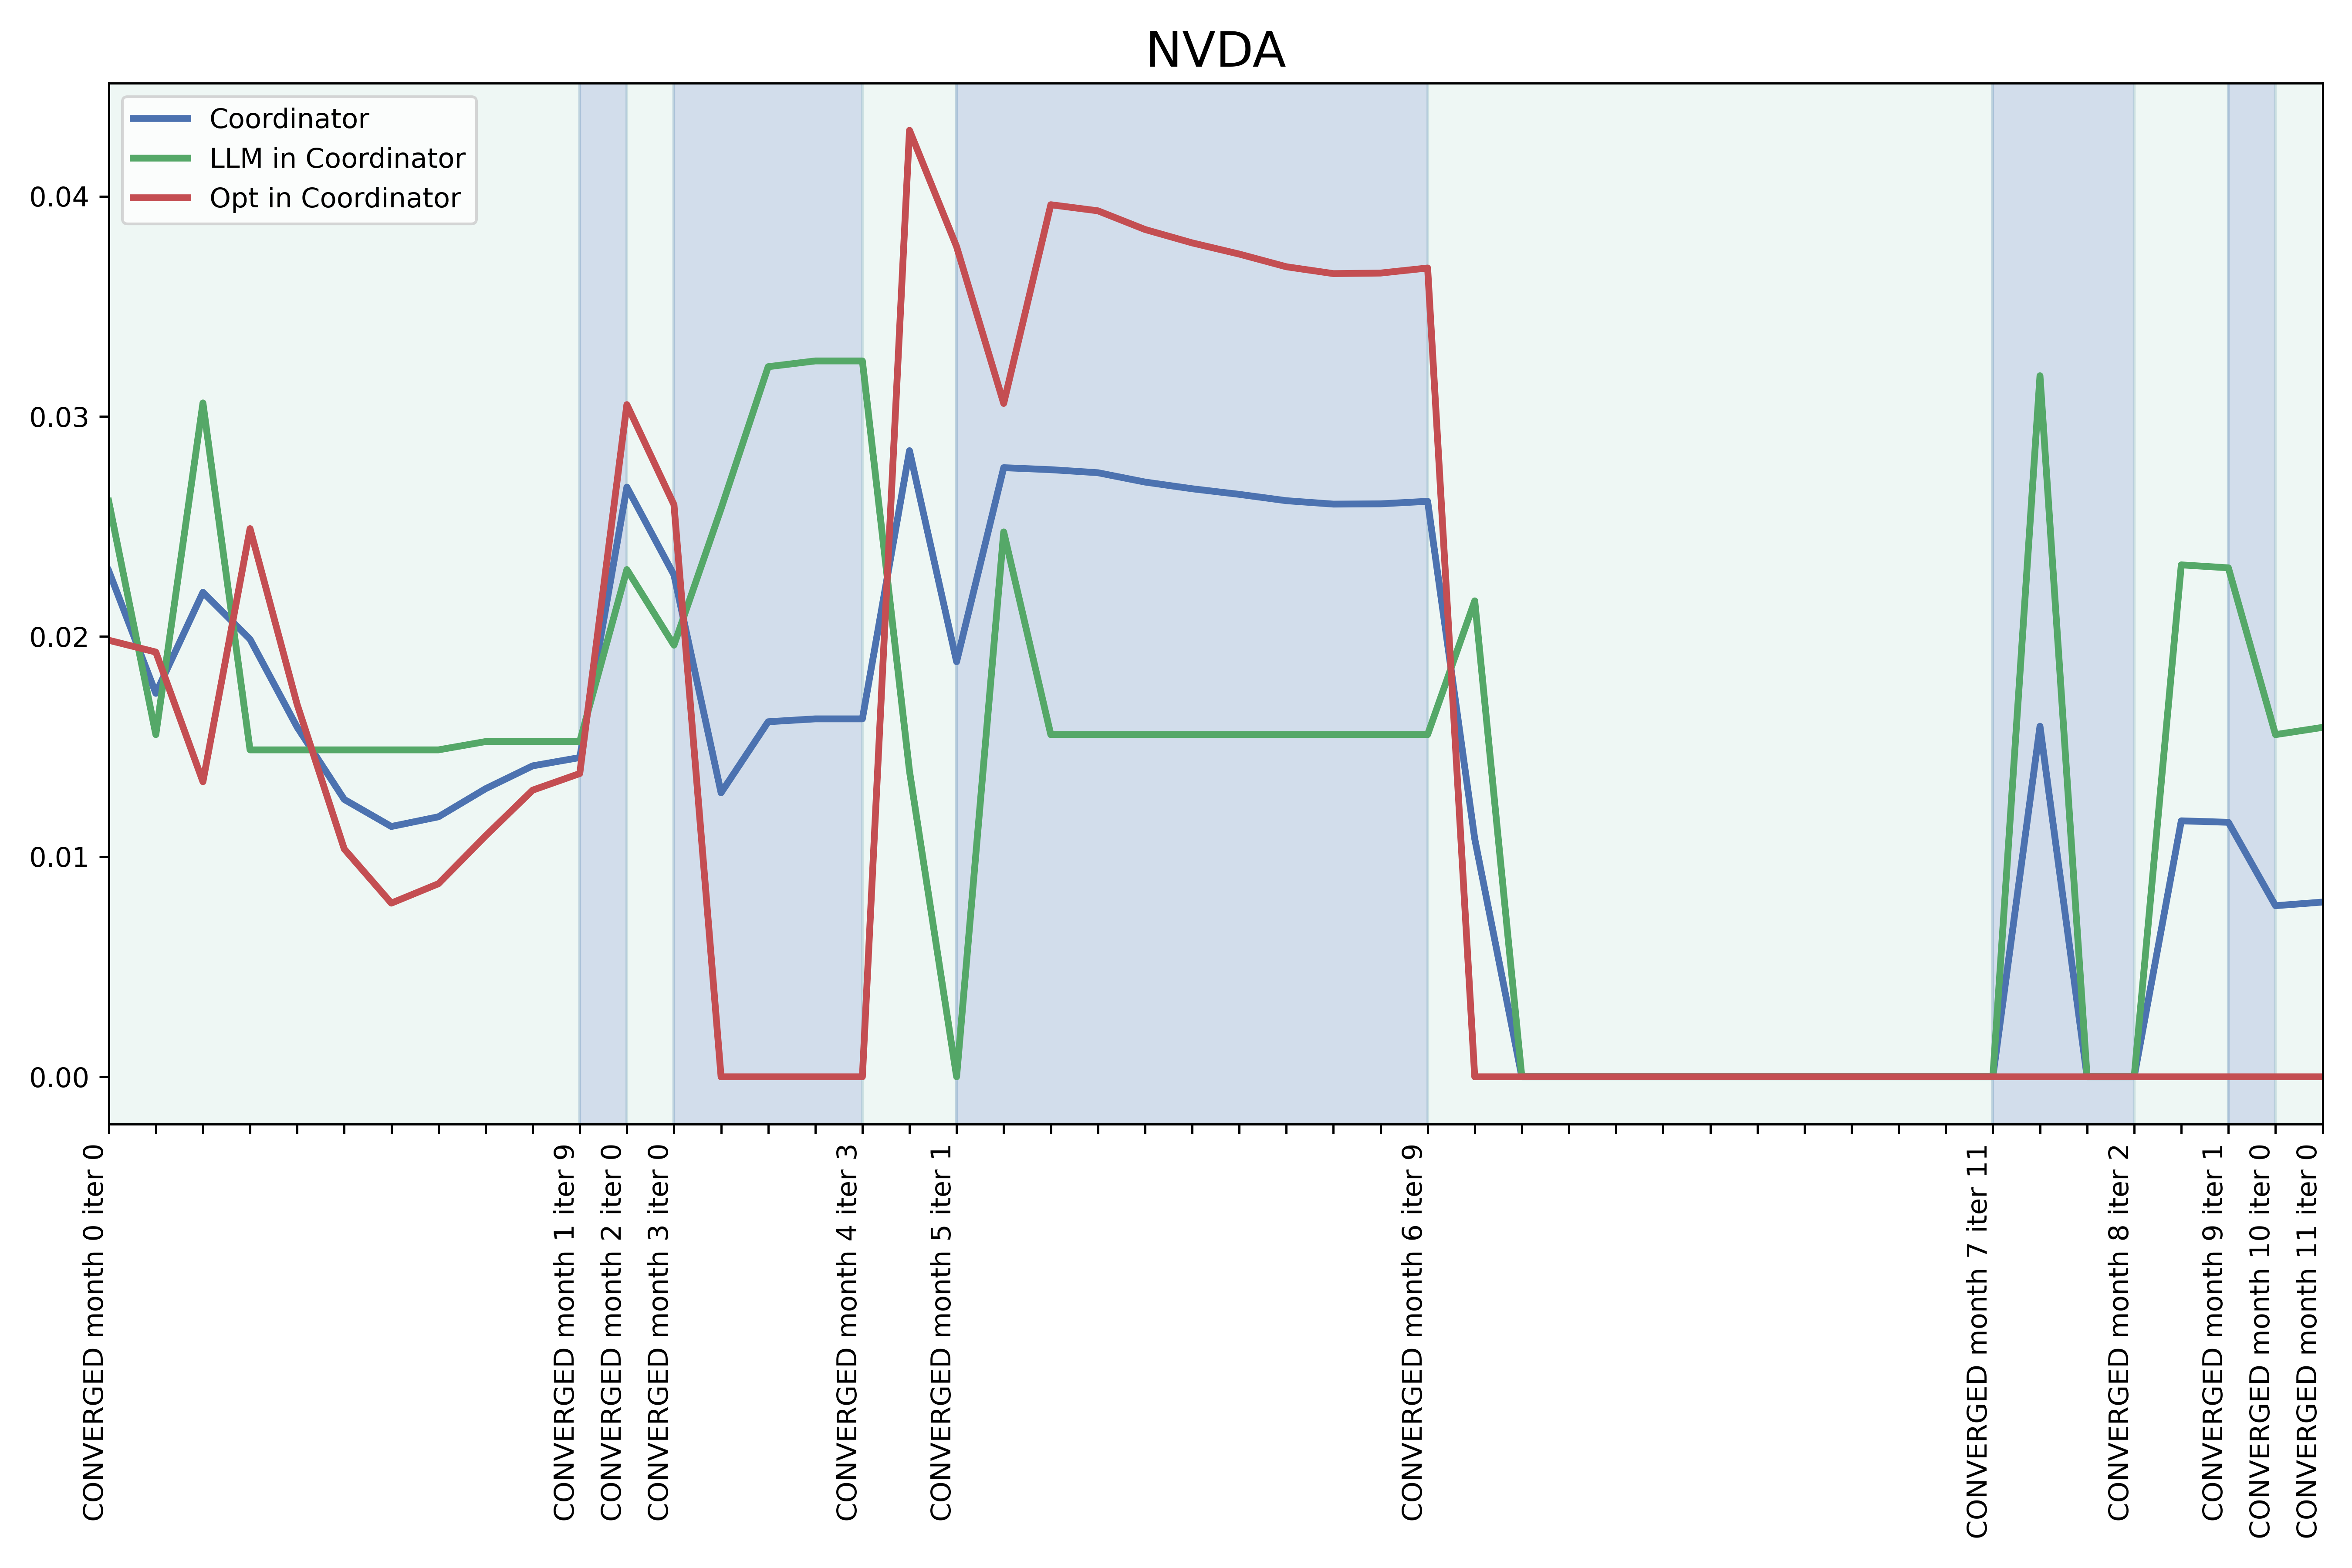 NVDA
Coordinator
LLM in Coordinator
Opt in Coordinator
0.04
0.03
0.02
0.01
0.00
CONVERGED month 0 iter 0
CONVERGED month 1 iter 9
CONVERGED month 2 iter 0
CONVERGED month 3 iter 0
CONVERGED month 4 iter 3
CONVERGED month 5 iter 1
CONVERGED month 6 iter 9
CONVERGED month 7 iter 11
CONVERGED month 8 iter 2
CONVERGED month 9 iter 1
CONVERGED month 10 iter 0
CONVERGED month 11 iter 0